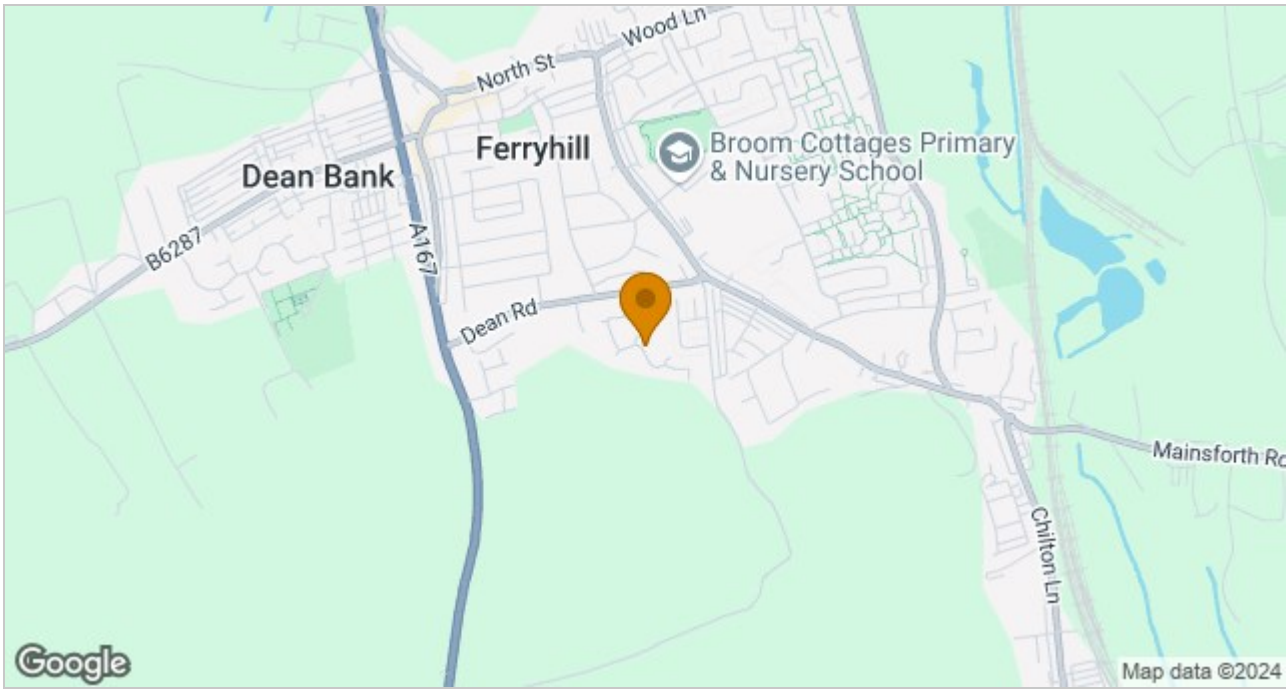 Wood Ln
North St
Ferryhill
Broom Cottages Primary
& Nursery School
Dean Bank
B6287
A167
Dean Rd
Mainsforth Rd
Chilton Ln
Google
Map data ©2024